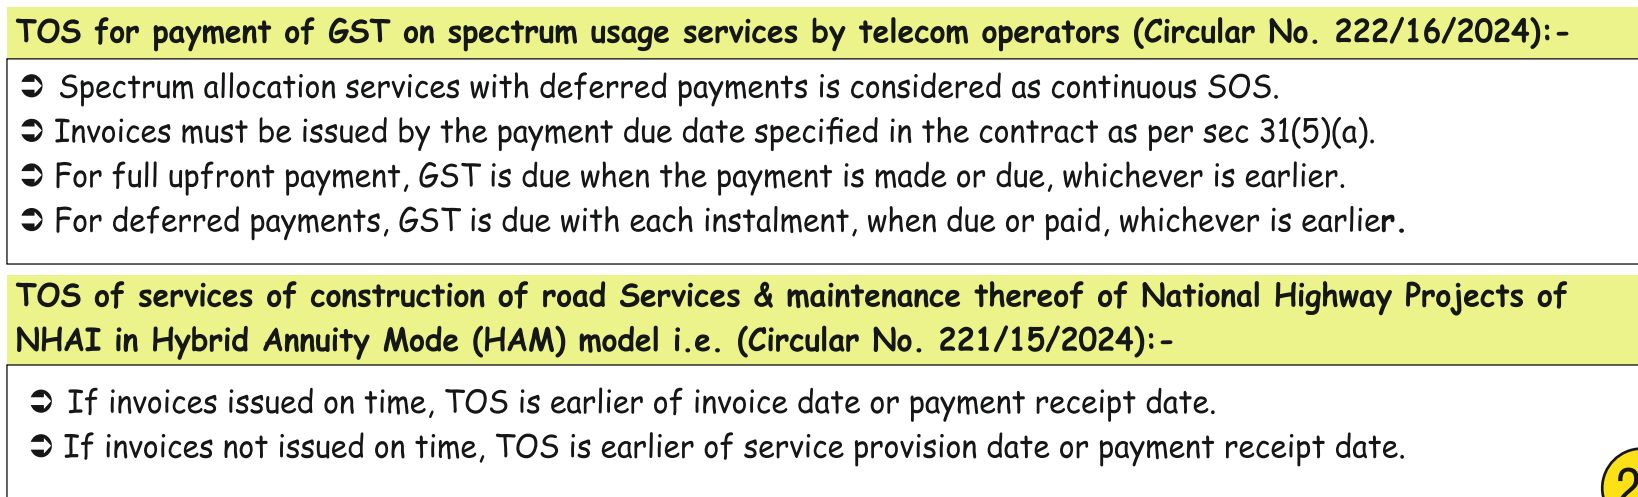 TOS for payment of GST on spectrum usage services by telecom operators (Circular No. 222/16/2024):-
➲ Spectrum allocation services with deferred payments is considered as continuous SOS.
➲ Invoices must be issued by the payment due date specified in the contract as per sec 31(5)(a).
➲ For full upfront payment, GST is due when the payment is made or due, whichever is earlier.
➲ For deferred payments, GST is due with each instalment, when due or paid, whichever is earlier.
TOS of services of construction of road Services & maintenance thereof of National Highway Projects of
NHAI in Hybrid Annuity Mode (HAM) model i.e. (Circular No. 221/15/2024):-
➲ If invoices issued on time, TOS is earlier of invoice date or payment receipt date.
➲ If invoices not issued on time, TOS is earlier of service provision date or payment receipt date.